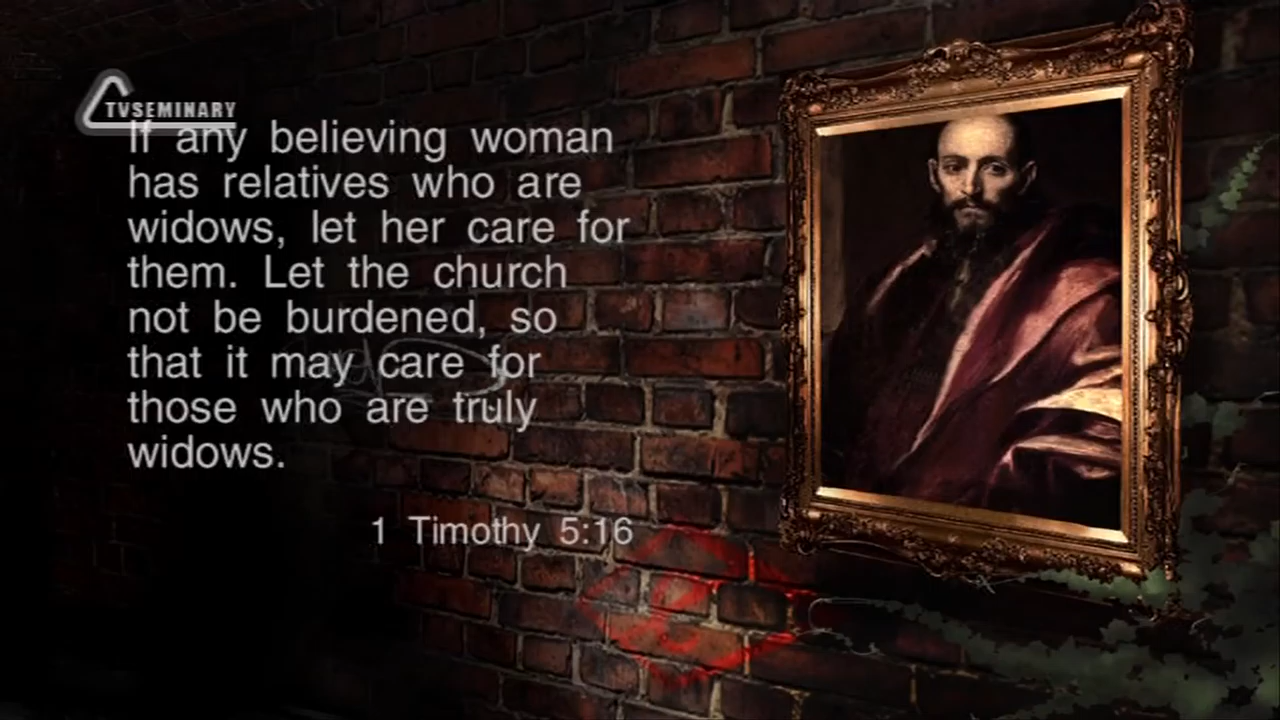 TVSEMINARY
If any believing woman
has relatives who are
widows, let her care for
them. Let the church
not be burdened, so
that it may care for
those who are truly
widows.
1 Timothy 5:16